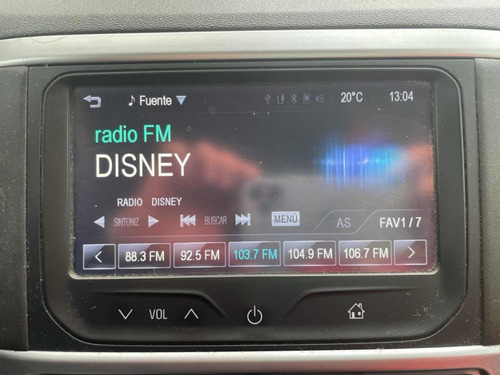 Fuente 20°C 13:04
radio FM
DISNEY
RADIO DISNEY
SINTONIZ BUSCAR MENÚ AS FAV1/7
88.3 FM 92.5 FM 103.7 FM 104.9 FM 106.7 FM
VOL